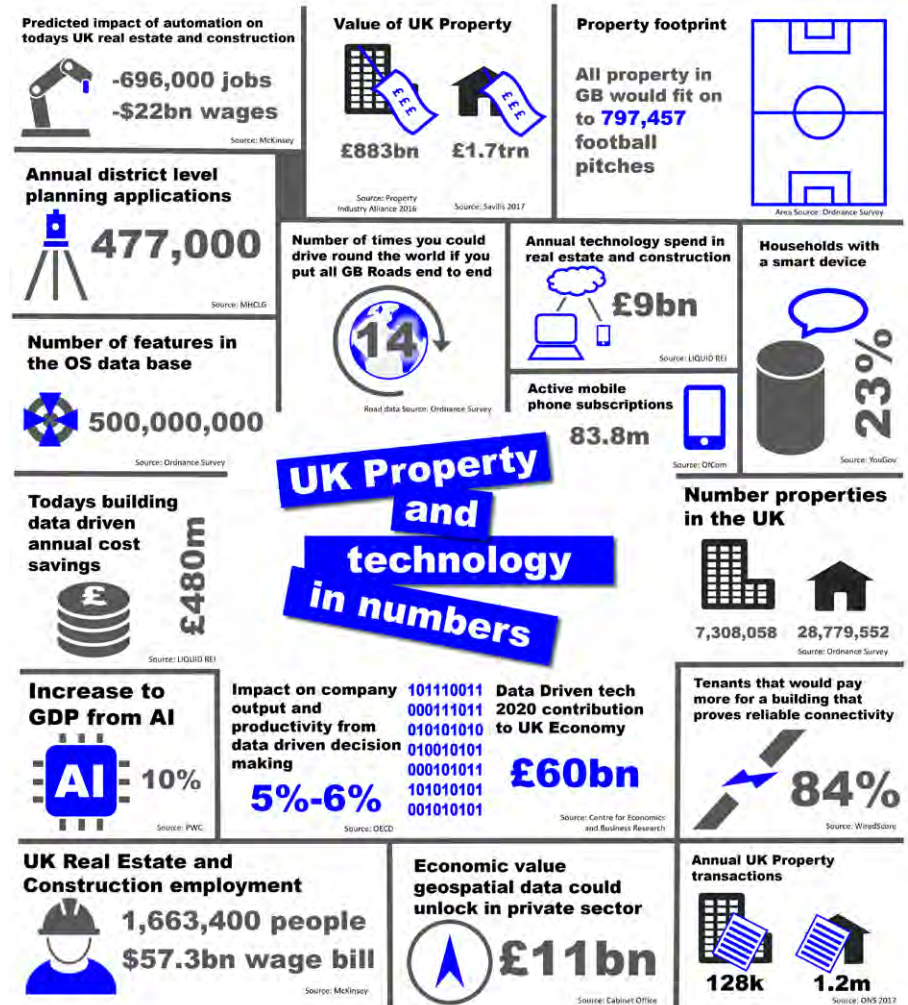 Predicted impact of automation on
todays UK real estate and construction
-696,000 jobs
-$22bn wages
Source: McKinsey
Value of UK Property
£££
£££
£883bn
£1.7trn
Source: Property
Industry Alliance 2016
Source: Savills 2017
Property footprint
All property in
GB would fit on
to 797,457
football
pitches
Area Source: Ordnance Survey
Annual district level
planning applications
477,000
Source: MHCLG
Number of times you could
drive round the world if you
put all GB Roads end to end
14
Road data Source: Ordnance Survey
Annual technology spend in
real estate and construction
£9bn
Source: LIQUID REI
Households with
a smart device
23%
Source: YouGov
Number of features in
the OS data base
500,000,000
Source: Ordnance Survey
Active mobile
phone subscriptions
83.8m
Source: OfCom
UK Property
and
technology
in numbers
Todays building
data driven
annual cost
savings
£
£480m
Source: LIQUID REI
Number properties
in the UK
7,308,058
28,779,552
Source: Ordnance Survey
Increase to
GDP from AI
AI
10%
Source: PWC
Impact on company
output and
productivity from
data driven decision
making
5%-6%
Source: OECD
101110011
000111011
010101010
010010101
000101011
101010101
001010101
Data Driven tech
2020 contribution
to UK Economy
£60bn
Source: Centre for Economics
and Business Research
Tenants that would pay
more for a building that
proves reliable connectivity
84%
Source: WiredScore
UK Real Estate and
Construction employment
1,663,400 people
$57.3bn wage bill
Source: McKinsey
Economic value
geospatial data could
unlock in private sector
£11bn
Source: Cabinet Office
Annual UK Property
transactions
128k
1.2m
Source: ONS 2017